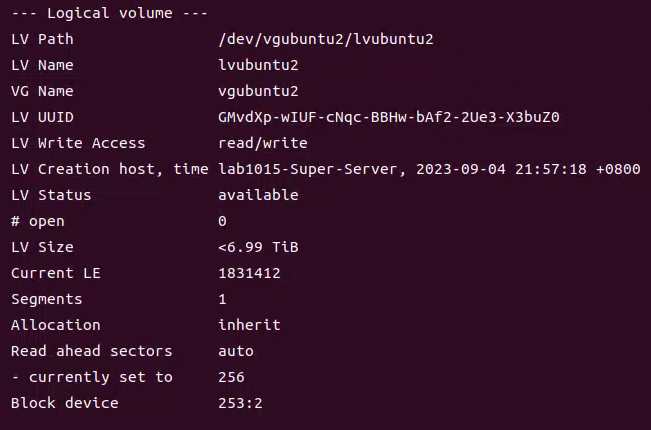 --- Logical volume ---
LV Path /dev/vgubuntu2/lvubuntu2
LV Name lvubuntu2
VG Name vgubuntu2
LV UUID GMvdXp-wIUF-cNqc-BBHw-bAf2-2Ue3-X3buZ0
LV Write Access read/write
LV Creation host, time lab1015-Super-Server, 2023-09-04 21:57:18 +0800
LV Status available
# open 0
LV Size <6.99 TiB
Current LE 1831412
Segments 1
Allocation inherit
Read ahead sectors auto
- currently set to 256
Block device 253:2